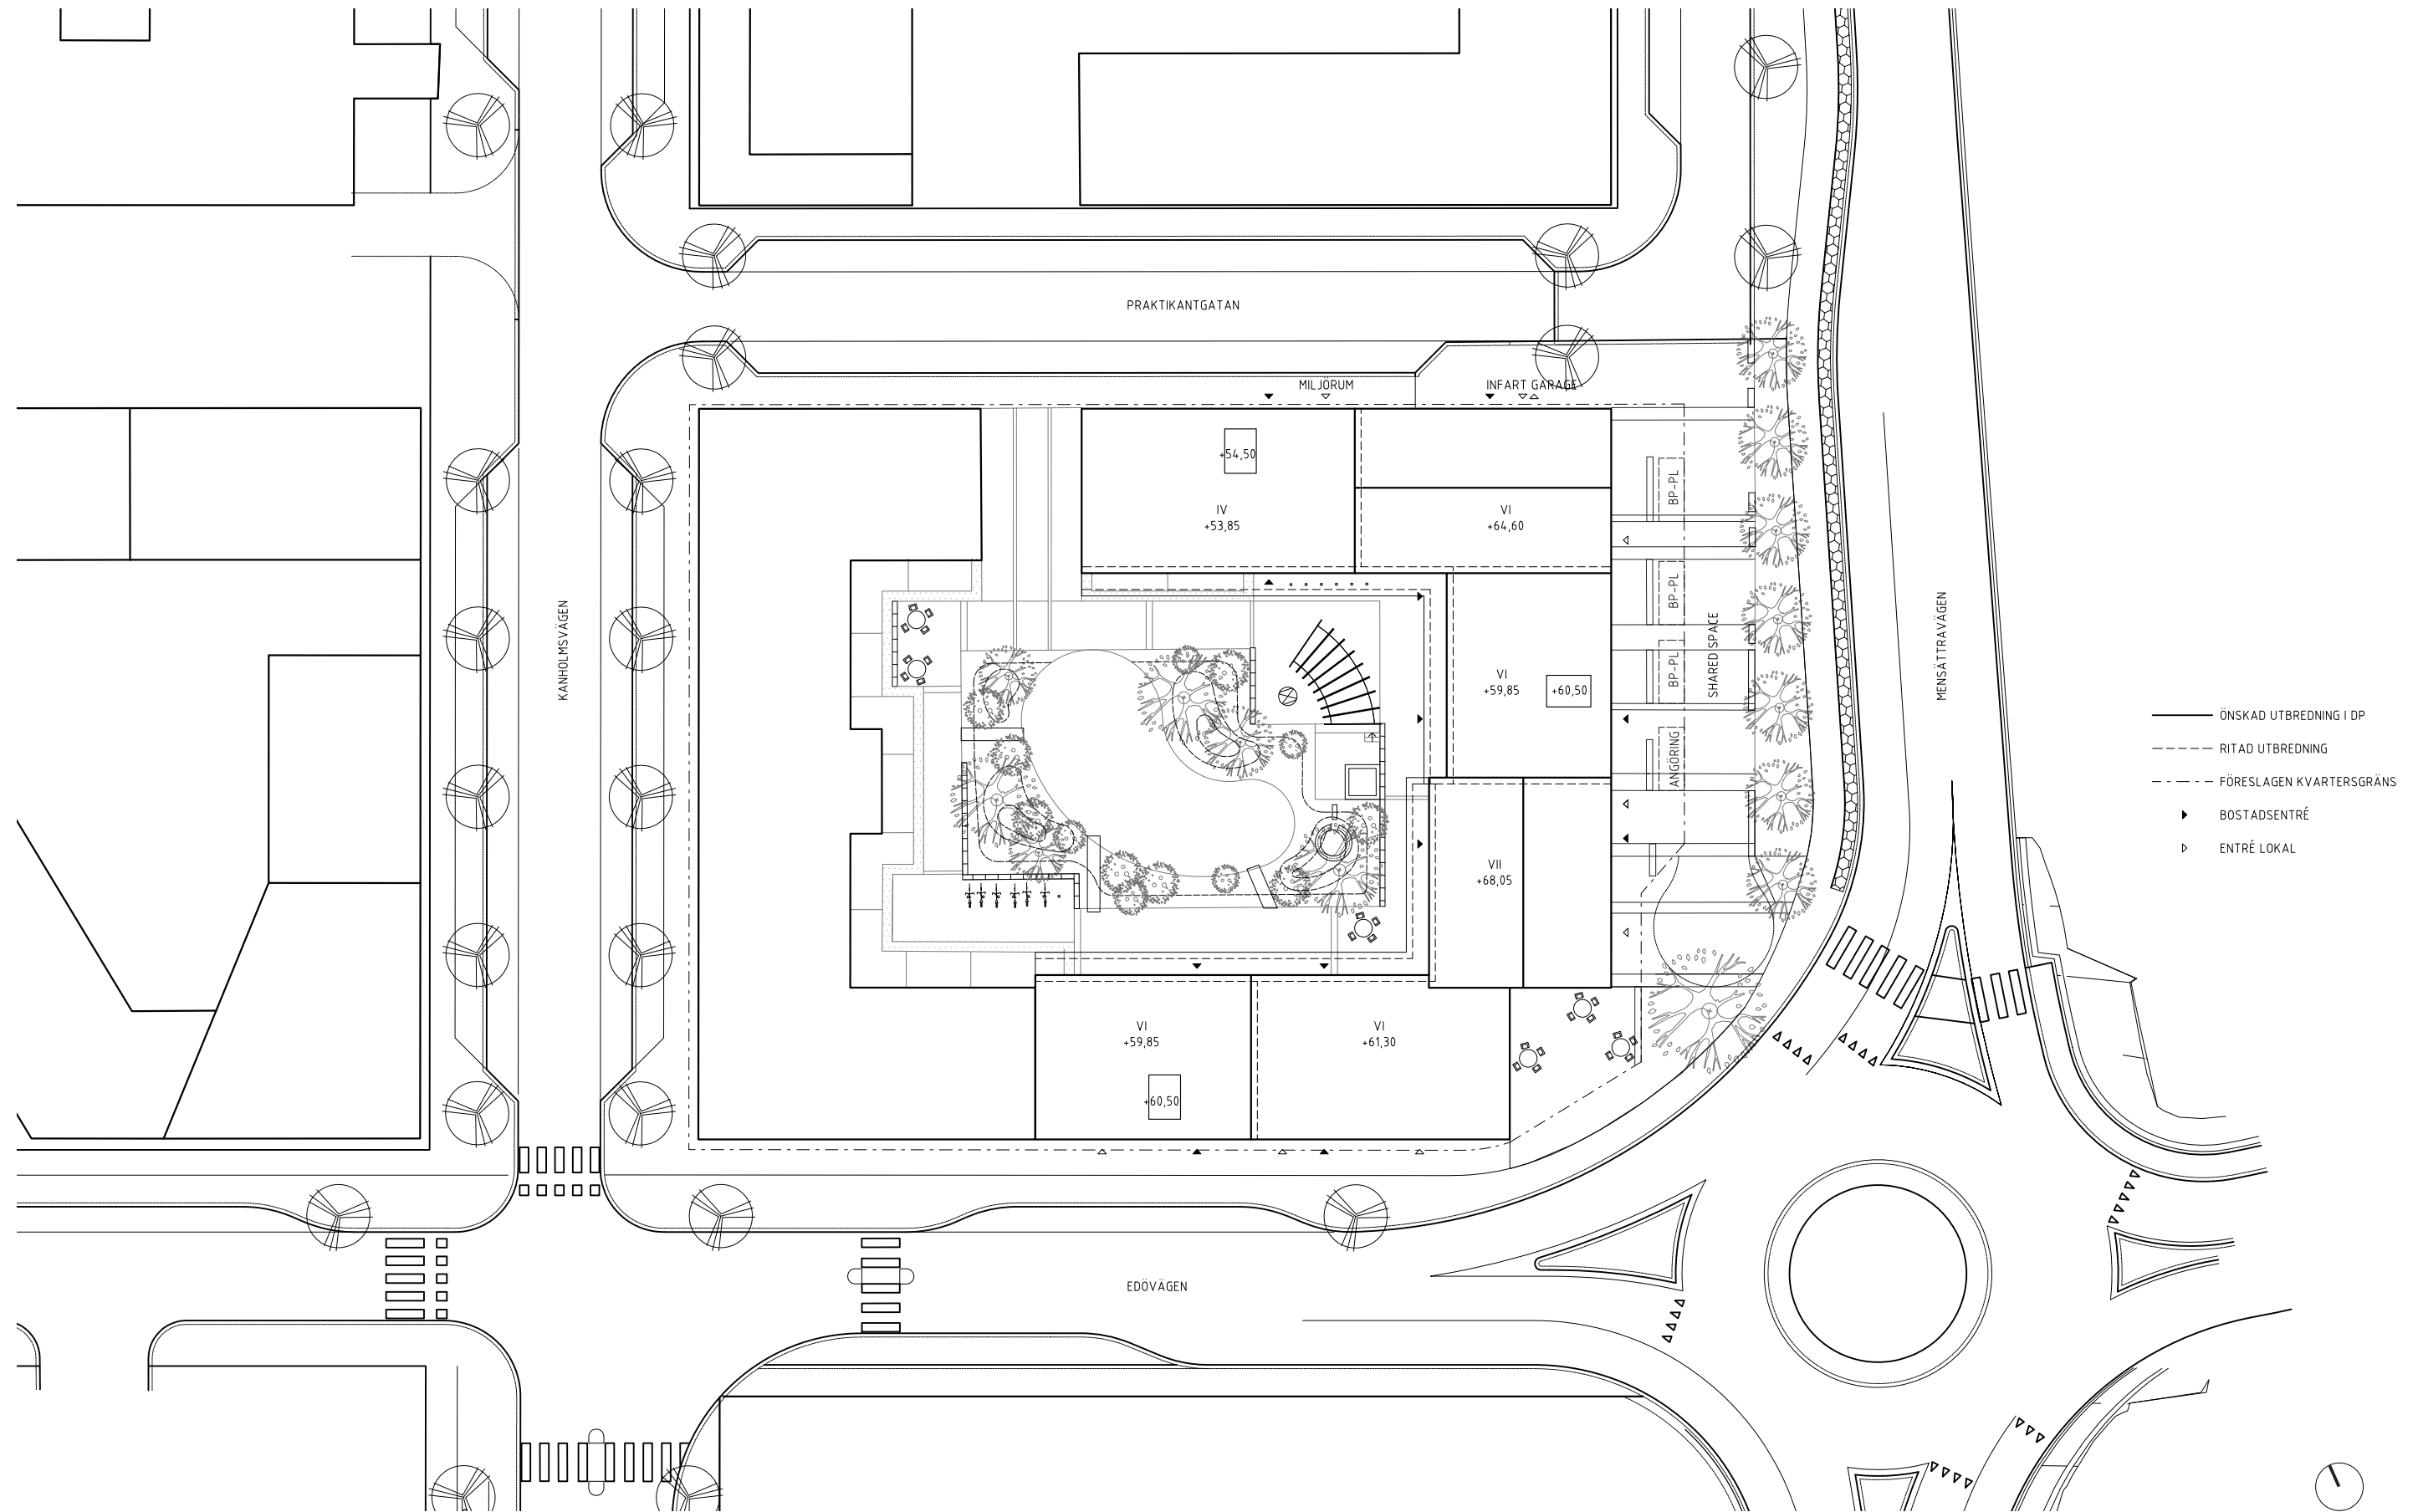 PRAKTIKANTGATAN
MILJÖRUM
INFART GARAGE
+54,50
IV
+53,85
VI
+64,60
BP-PL
BP-PL
BP-PL
SHARED SPACE
ANGÖRING
KANHOLMSVÄGEN
MENSÄTTRAVÄGEN
VI
+59,85
+60,50
VII
+68,05
VI
+59,85
VI
+61,30
+60,50
EDÖVÄGEN
ÖNSKAD UTBREDNING I DP
RITAD UTBREDNING
FÖRESLAGEN KVARTERSGRÄNS
BOSTADSENTRÉ
ENTRÉ LOKAL